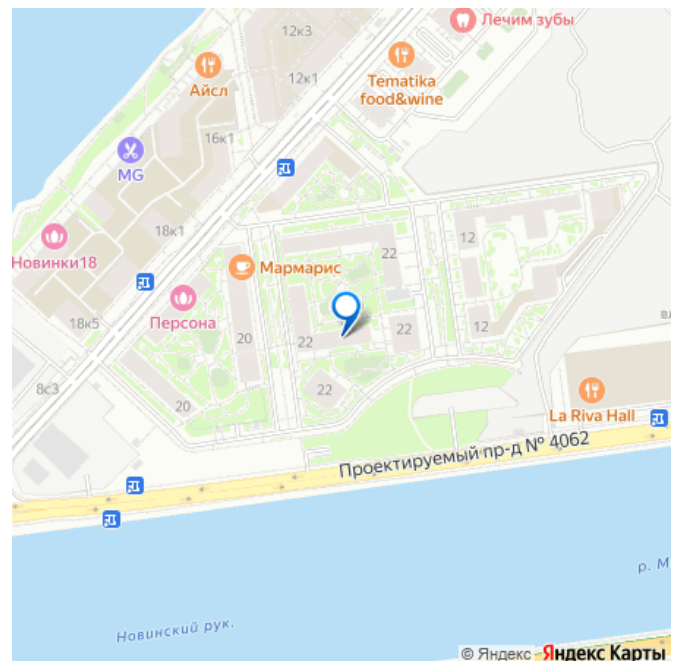 12к3
Лечим зубы
12к1
Айсл
Tematika
food&wine
16к1
MG
18к1
Новинки18
22
12
Мармарис
Персона
18к5
20
22
22
12
8с3
22
20
La Riva Hall
Проектируемый пр-д № 4062
р. М
Новинский рук.
© Яндекс Яндекс Карты